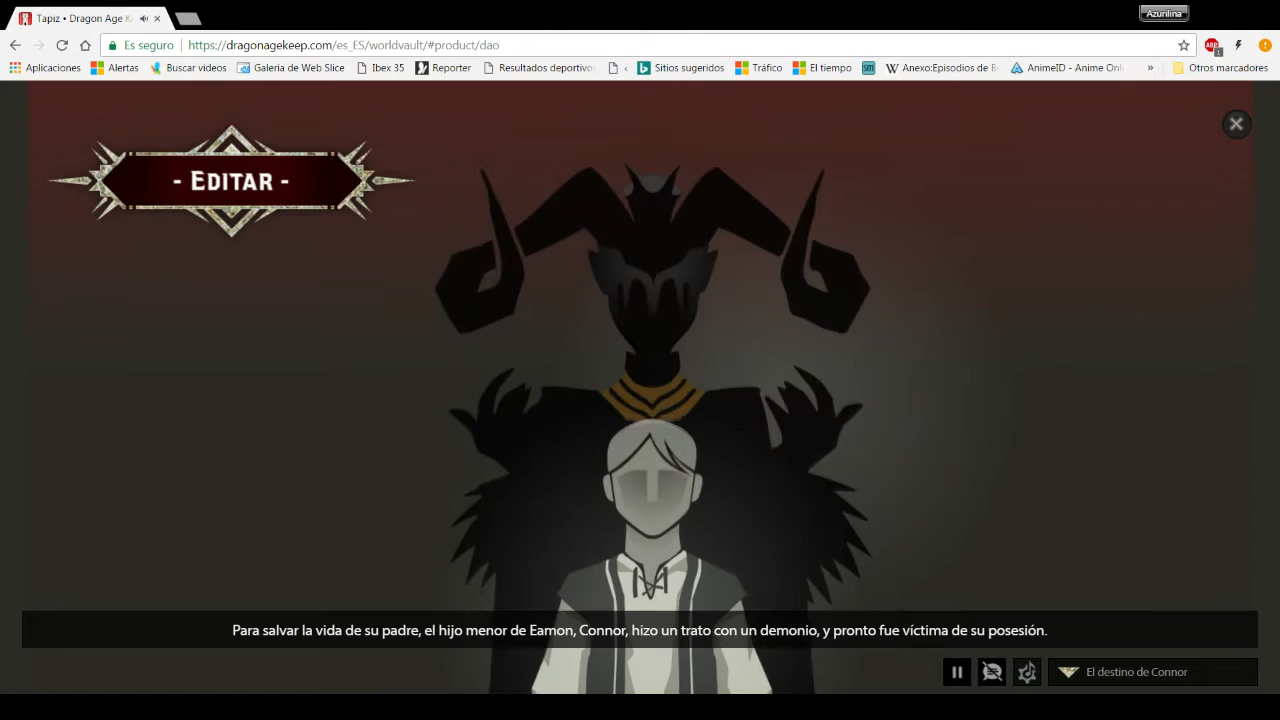 Azurilina
Tapiz • Dragon Age K
Es seguro https://dragonagekeep.com/es_ES/worldvault/#product/dao
ABP 1
Aplicaciones Alertas Buscar videos Galería de Web Slice Ibex 35 Reporter Resultados deportivo Sitios sugeridos Tráfico El tiempo Anexo:Episodios de AnimeID - Anime Onl » Otros marcadores
- EDITAR -
Para salvar la vida de su padre, el hijo menor de Eamon, Connor, hizo un trato con un demonio, y pronto fue víctima de su posesión.
El destino de Connor